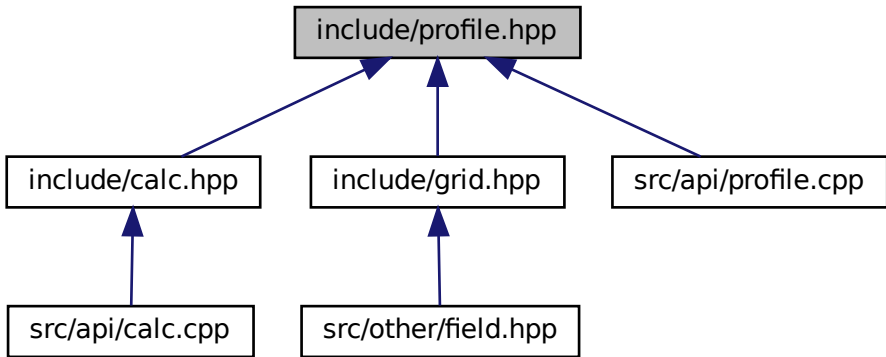 include/profile.hpp
include/calc.hpp
include/grid.hpp
src/api/profile.cpp
src/api/calc.cpp
src/other/field.hpp